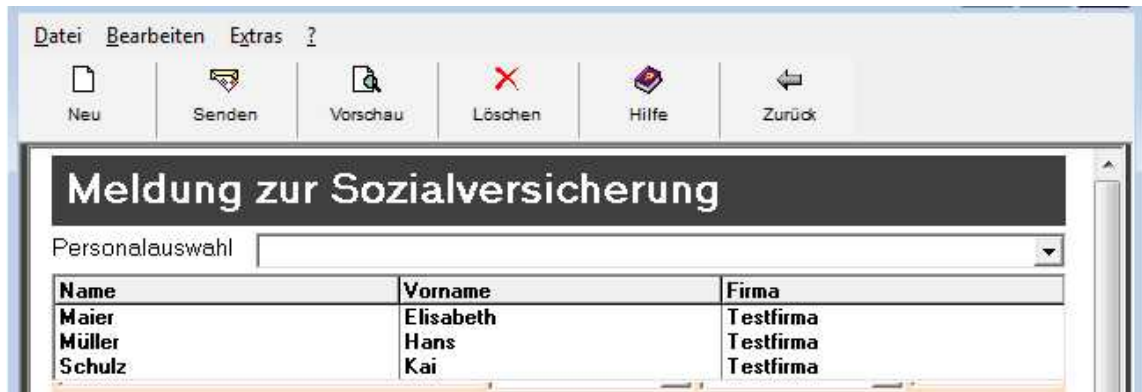 Datei Bearbeiten Extras ?
Neu Senden Vorschau Löschen Hilfe Zurück
Meldung zur Sozialversicherung
Personalauswahl
Name Vorname Firma
Maier Elisabeth Testfirma
Müller Hans Testfirma
Schulz Kai Testfirma